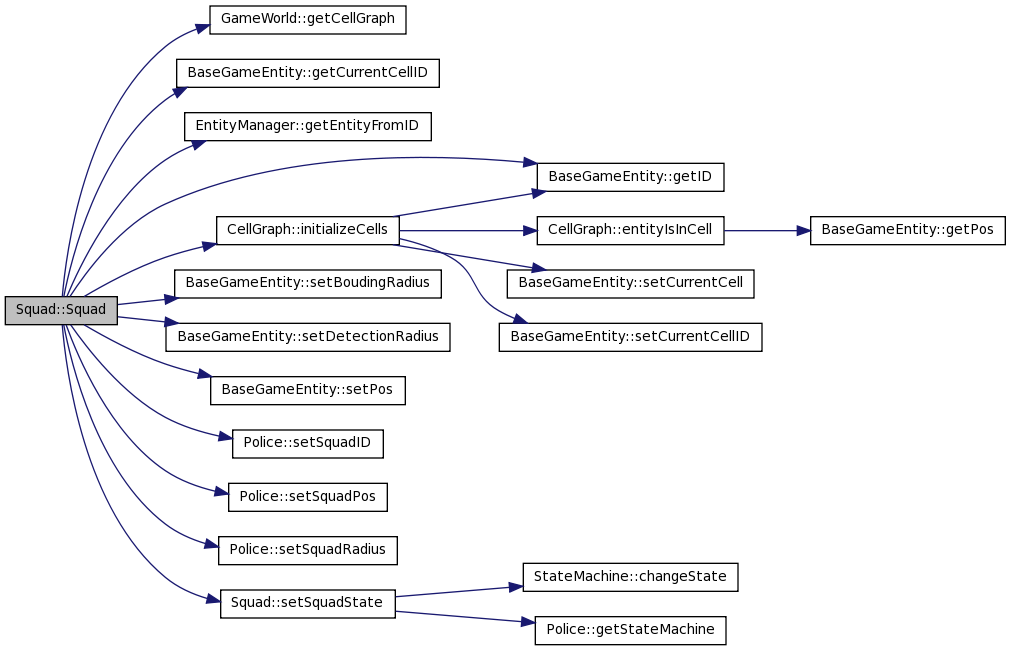 GameWorld::getCellGraph
BaseGameEntity::getCurrentCellID
EntityManager::getEntityFromID
BaseGameEntity::getID
CellGraph::initializeCells
CellGraph::entityIsInCell
BaseGameEntity::getPos
BaseGameEntity::setBoudingRadius
BaseGameEntity::setCurrentCell
Squad::Squad
BaseGameEntity::setDetectionRadius
BaseGameEntity::setCurrentCellID
BaseGameEntity::setPos
Police::setSquadID
Police::setSquadPos
Police::setSquadRadius
StateMachine::changeState
Squad::setSquadState
Police::getStateMachine